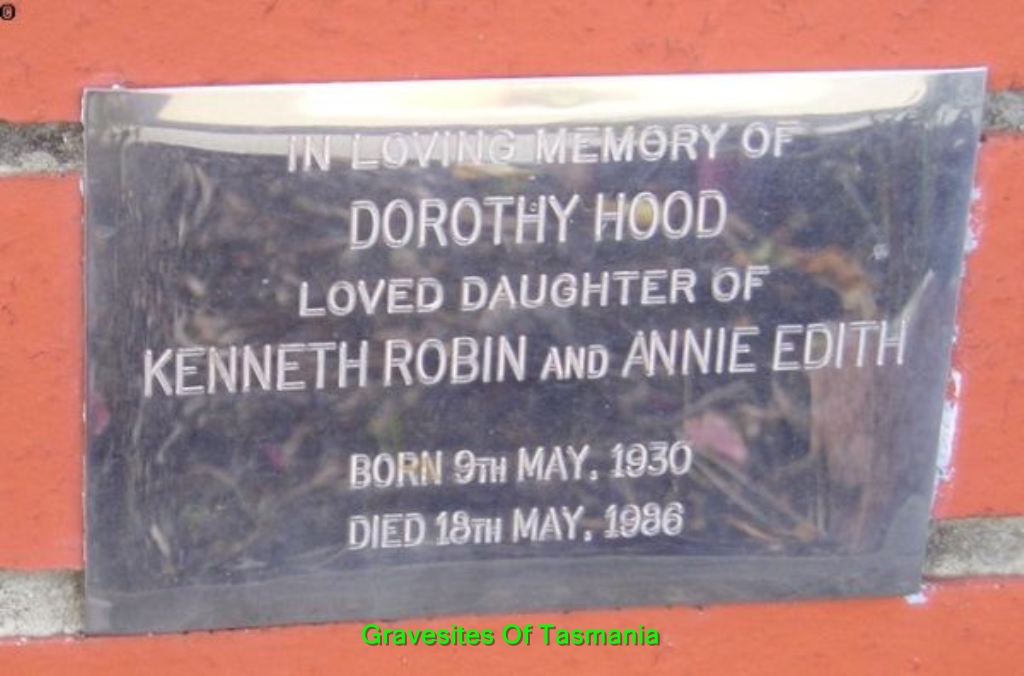 IN LOVING MEMORY OF
DOROTHY HOOD
LOVED DAUGHTER OF
KENNETH ROBIN AND ANNIE EDITH
BORN 9TH MAY, 1930
DIED 18TH MAY, 1986
Gravesites Of Tasmania
©